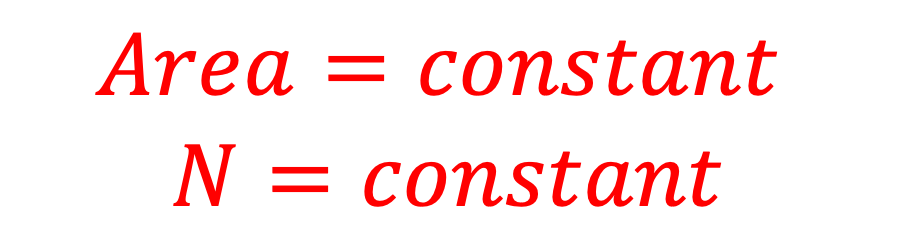 Area = constant
N = constant